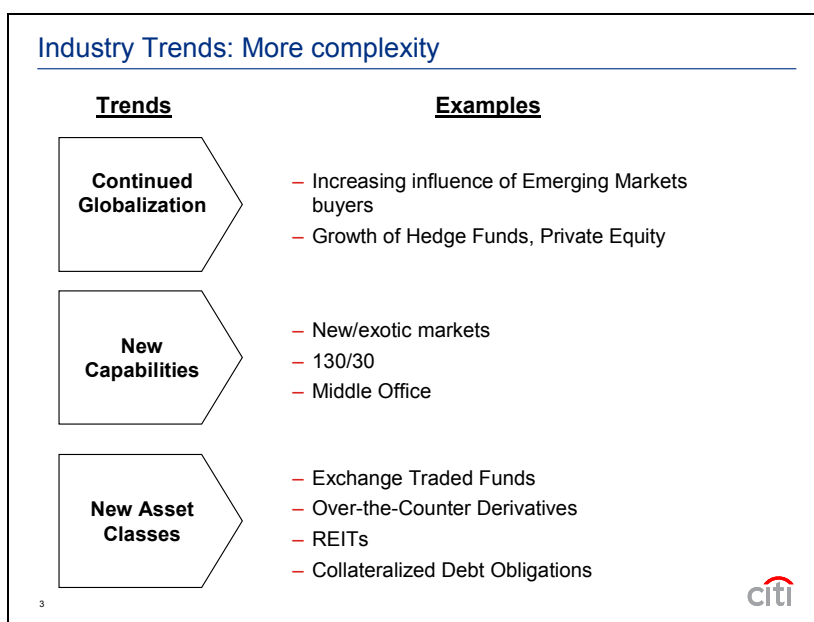 Industry Trends: More complexity
Trends
Examples
Continued
Globalization
– Increasing influence of Emerging Markets
buyers
– Growth of Hedge Funds, Private Equity
New
Capabilities
– New/exotic markets
– 130/30
– Middle Office
New Asset
Classes
– Exchange Traded Funds
– Over-the-Counter Derivatives
– REITs
– Collateralized Debt Obligations
3
citi